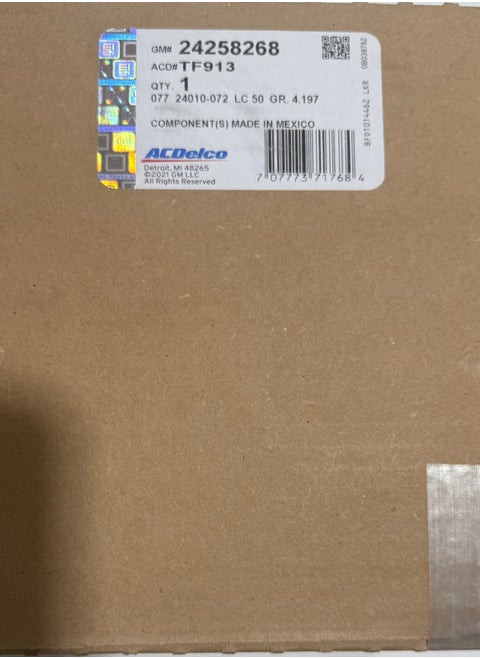 GM# 24258268
ACD# TF913
QTY. 1
077 24010-072 LC 50 GR. 4.197
COMPONENT(S) MADE IN MEXICO
ACDelco
Detroit, MI 48265
©2021 GM LLC
All Rights Reserved
7 07773 71768 4